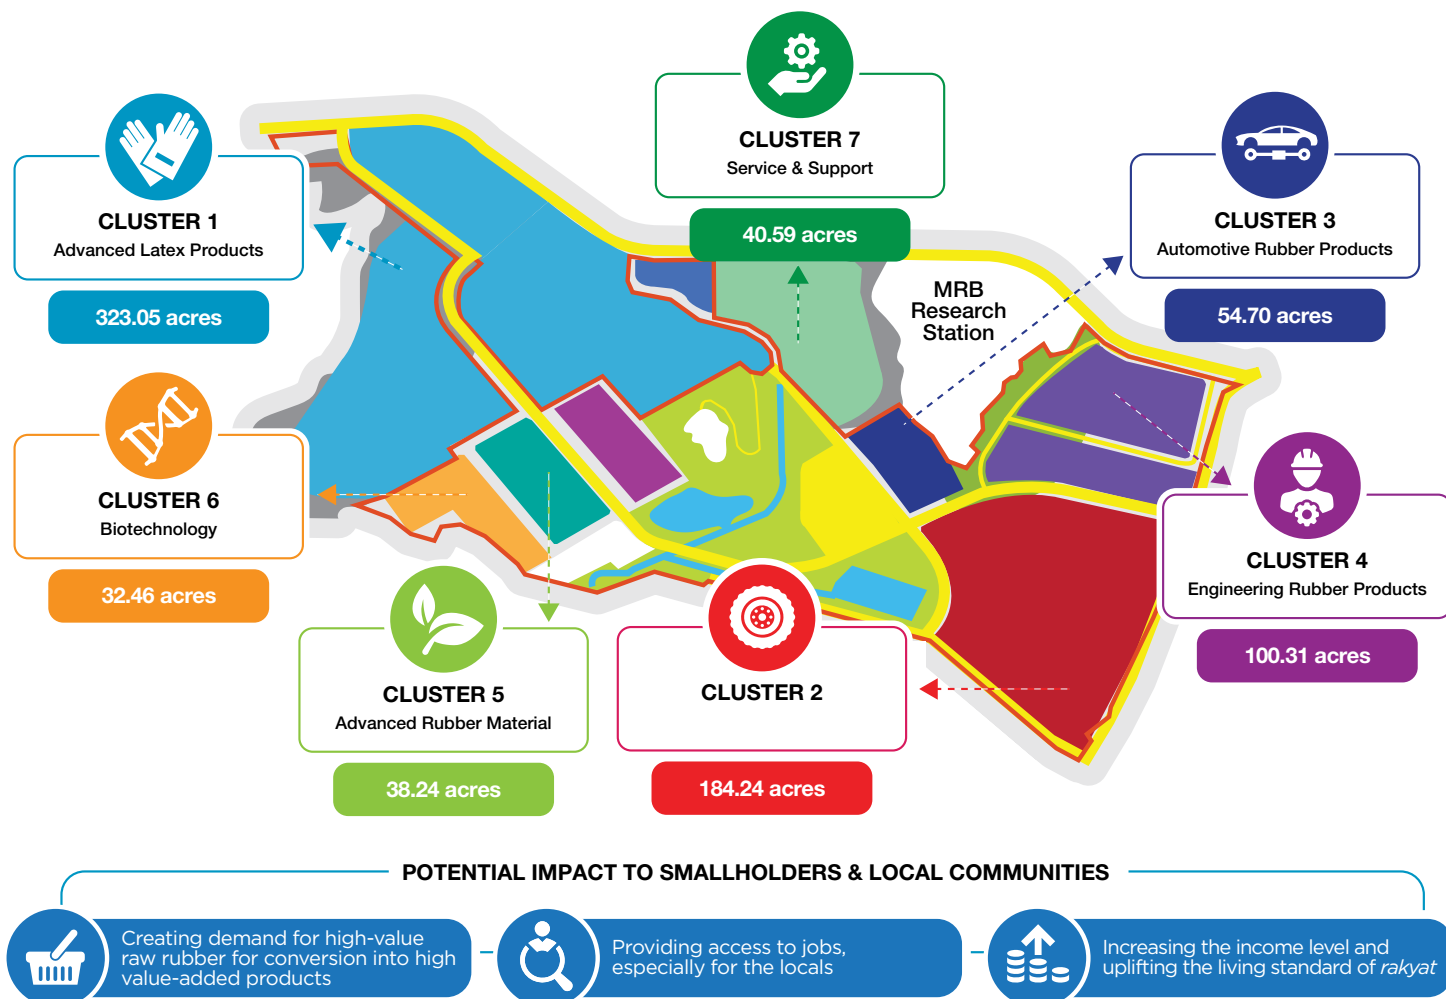 CLUSTER 7
Service & Support
40.59 acres
CLUSTER 1
Advanced Latex Products
323.05 acres
CLUSTER 3
Automotive Rubber Products
54.70 acres
MRB
Research
Station
CLUSTER 6
Biotechnology
32.46 acres
CLUSTER 4
Engineering Rubber Products
100.31 acres
CLUSTER 5
Advanced Rubber Material
38.24 acres
CLUSTER 2
184.24 acres
POTENTIAL IMPACT TO SMALLHOLDERS & LOCAL COMMUNITIES
Creating demand for high-value
raw rubber for conversion into high
value-added products
Providing access to jobs,
especially for the locals
Increasing the income level and
uplifting the living standard of rakyat